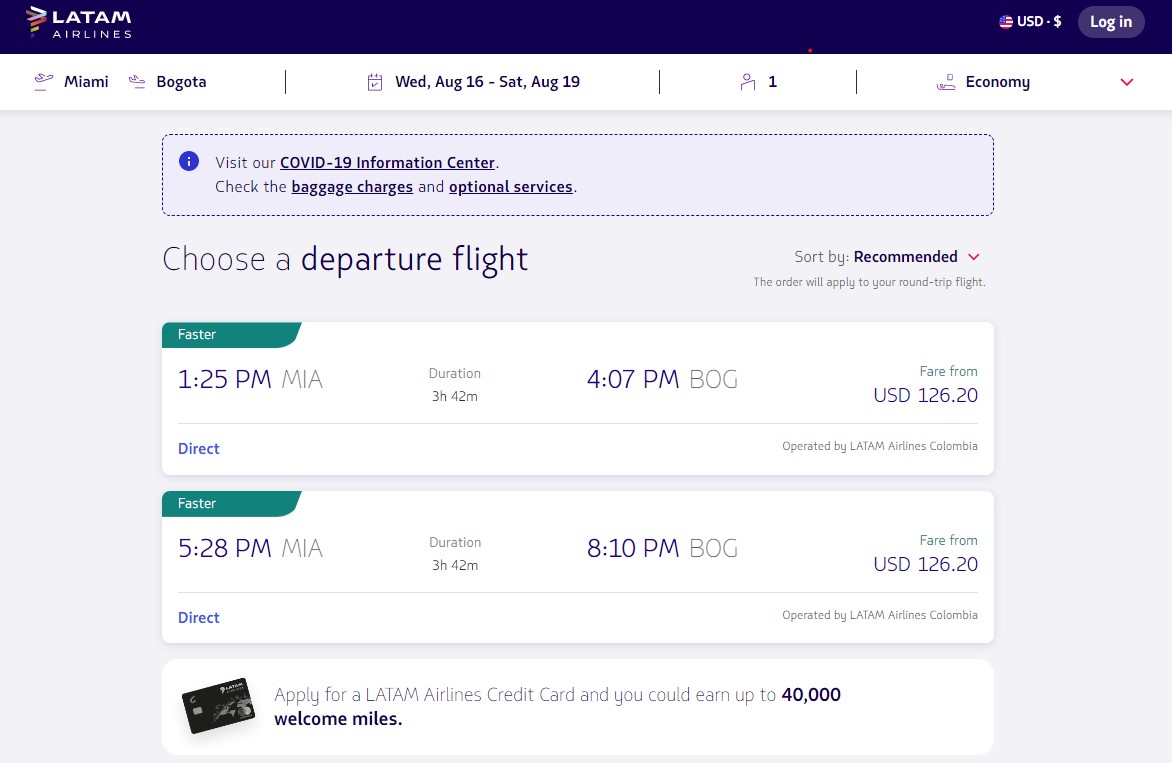 LATAM
AIRLINES
USD · $
Log in
Miami
Bogota
Wed, Aug 16 - Sat, Aug 19
1
Economy
Visit our COVID-19 Information Center.
Check the baggage charges and optional services.
Choose a departure flight
Sort by: Recommended
The order will apply to your round-trip flight.
Faster
1:25 PM MIA
Duration
3h 42m
4:07 PM BOG
Fare from
USD 126.20
Direct
Operated by LATAM Airlines Colombia
Faster
5:28 PM MIA
Duration
3h 42m
8:10 PM BOG
Fare from
USD 126.20
Direct
Operated by LATAM Airlines Colombia
LATAM
Apply for a LATAM Airlines Credit Card and you could earn up to 40,000
welcome miles.